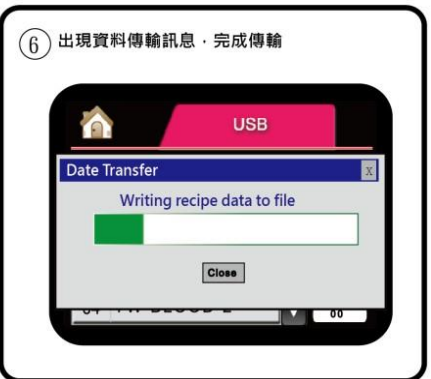 6 出現資料傳輸訊息，完成傳輸
USB
Date Transfer X
Writing recipe data to file
Close
00